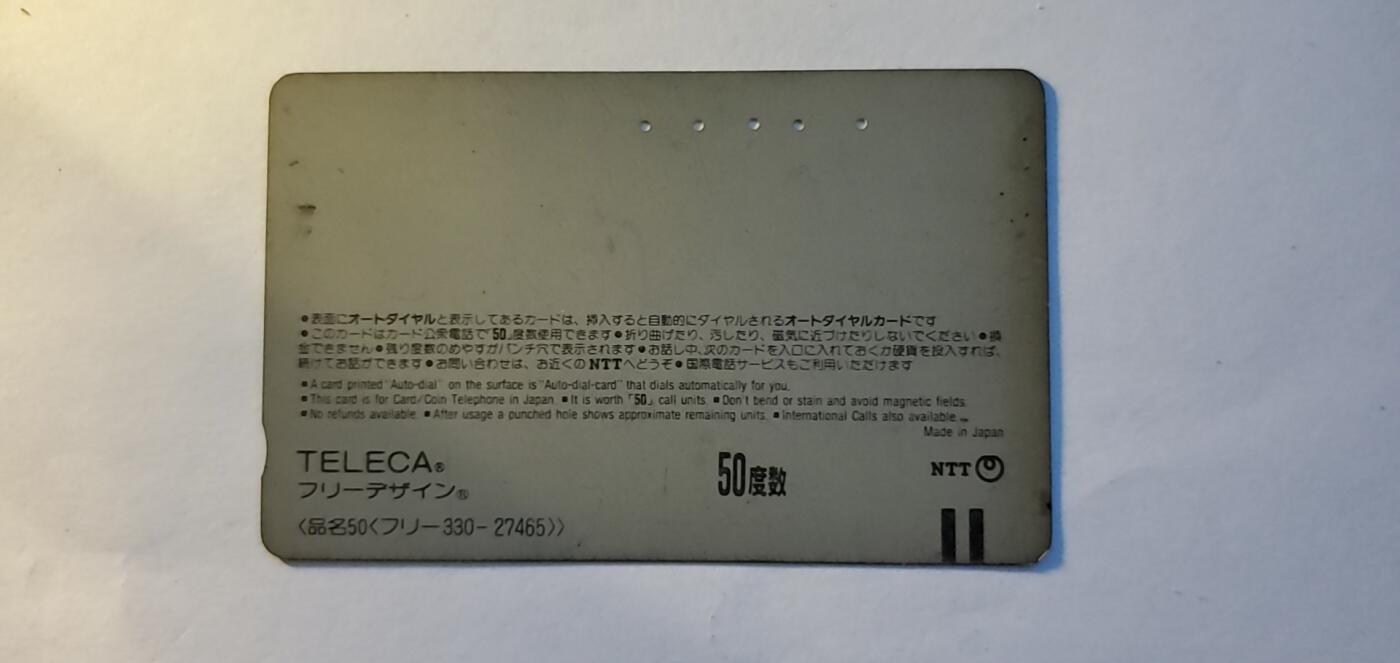 ●表面にオートダイヤルと表示してあるカードは、挿入すると自動的にダイヤルされるオートダイヤルカードです
●このカードはカード公衆電話で「50」度数使用できます●折り曲げたり、汚したり、磁気に近づけたりしないでください●換
金できません●残り度数のめやすがパンチ穴で表示されます●お話し中、次のカードを入口に入れておくか硬貨を投入すれば、
続けてお話ができます●お問い合わせは、お近くのNTTへどうぞ●国際電話サービスもご利用いただけます
■A card printed "Auto-dial" on the surface is "Auto-dial-card" that dials automatically for you.
■This card is for Card/Coin Telephone in Japan. ■It is worth「50」call units. ■Don't bend or stain and avoid magnetic fields.
■No refunds available. ■After usage a punched hole shows approximate remaining units. ■International Calls also available.
Made in Japan
TELECA®
フリーデザイン®
50度数
NTT
〈品名50〈フリー330-27465〉〉